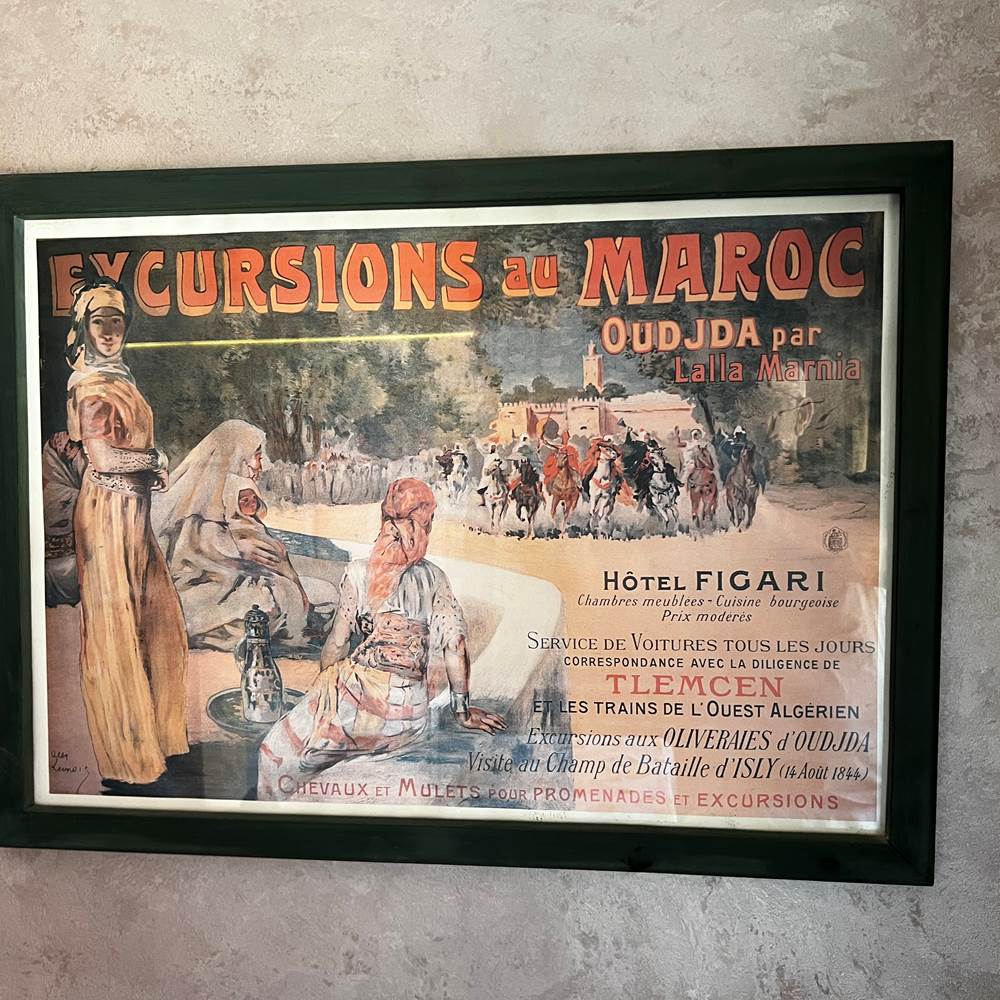 EXCURSIONS au MAROC
OUDJDA par
Lalla Marnia
HÔTEL FIGARI
Chambres meublees - Cuisine bourgeoise
Prix modérés
SERVICE DE VOITURES TOUS LES JOURS
CORRESPONDANCE AVEC LA DILIGENCE DE
TLEMCEN
ET LES TRAINS DE L'OUEST ALGÉRIEN
Excursions aux OLIVERAIES d'OUDJDA
Visite au Champ de Bataille d'ISLY (14 Août 1844)
CHEVAUX ET MULETS POUR PROMENADES ET EXCURSIONS